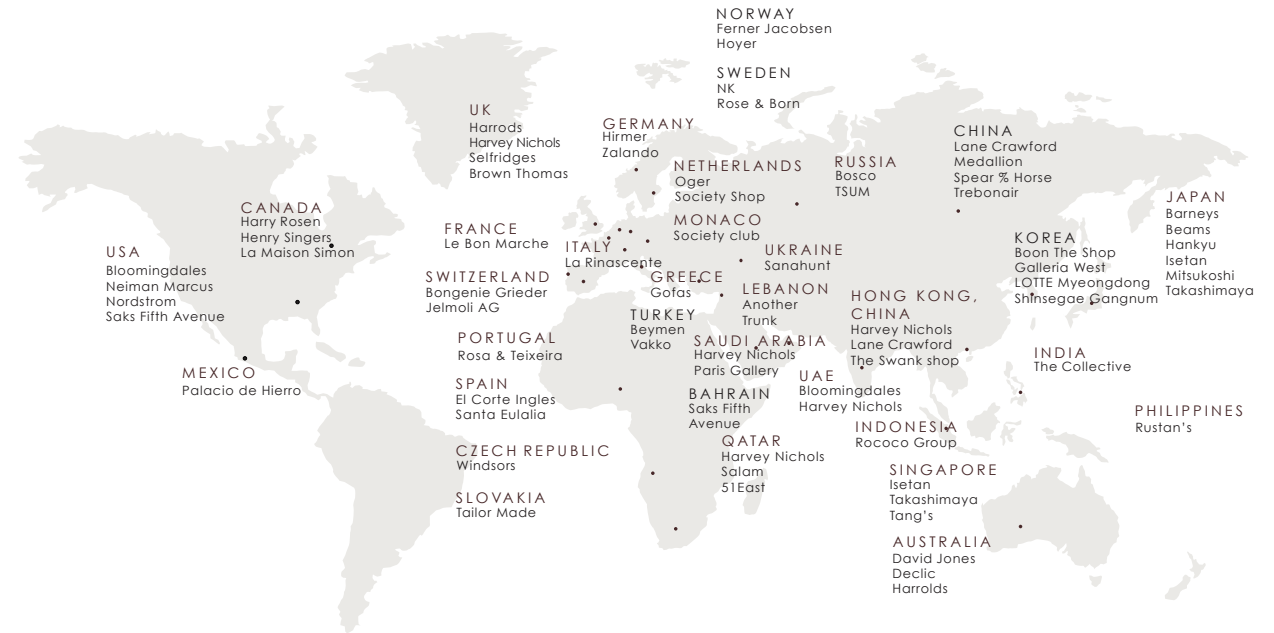 NORWAY
Ferner Jacobsen
Hoyer
SWEDEN
NK
Rose & Born
UK
Harrods
Harvey Nichols
Selfridges
Brown Thomas
GERMANY
Hirmer
Zalando
NETHERLANDS
Oger
Society Shop
RUSSIA
Bosco
TSUM
CHINA
Lane Crawford
Medallion
Spear % Horse
Trebonair
JAPAN
Barneys
Beams
Hankyu
Isetan
Mitsukoshi
Takashimaya
CANADA
Harry Rosen
Henry Singers
La Maison Simon
USA
Bloomingdales
Neiman Marcus
Nordstrom
Saks Fifth Avenue
FRANCE
Le Bon Marche
ITALY
La Rinascente
MONACO
Society club
UKRAINE
Sanahunt
KOREA
Boon The Shop
Galleria West
LOTTE Myeongdong
Shinsegae Gangnum
SWITZERLAND
Bongenie Grieder
Jelmoli AG
GREECE
Gofas
LEBANON
Another
Trunk
HONG KONG,
CHINA
Harvey Nichols
Lane Crawford
The Swank shop
TURKEY
Beymen
Vakko
PORTUGAL
Rosa & Teixeira
SAUDI ARABIA
Harvey Nichols
Paris Gallery
INDIA
The Collective
MEXICO
Palacio de Hierro
SPAIN
El Corte Ingles
Santa Eulalia
BAHRAIN
Saks Fifth
Avenue
UAE
Bloomingdales
Harvey Nichols
PHILIPPINES
Rustan's
INDONESIA
Rococo Group
CZECH REPUBLIC
Windsors
QATAR
Harvey Nichols
Salam
51East
SINGAPORE
Isetan
Takashimaya
Tang's
SLOVAKIA
Tailor Made
AUSTRALIA
David Jones
Declic
Harrolds